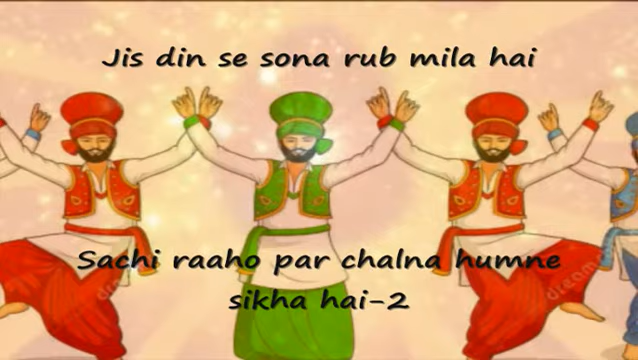 Jis din se sona rub mila hai
Sachi raaho par chalna humne
sikha hai-2